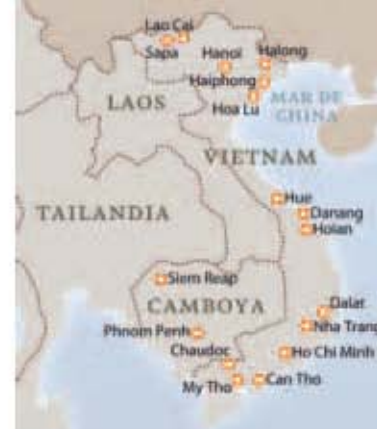 Lao Cai
Sapa
Hanoi
Halong
Haiphong
Hoa Lu
LAOS
MAR DE
CHINA
VIETNAM
TAILANDIA
Hue
Danang
Hoian
Siem Reap
CAMBOYA
Dalat
Phnom Penh
Nha Trang
Chaudoc
Ho Chi Minh
My Tho
Can Tho